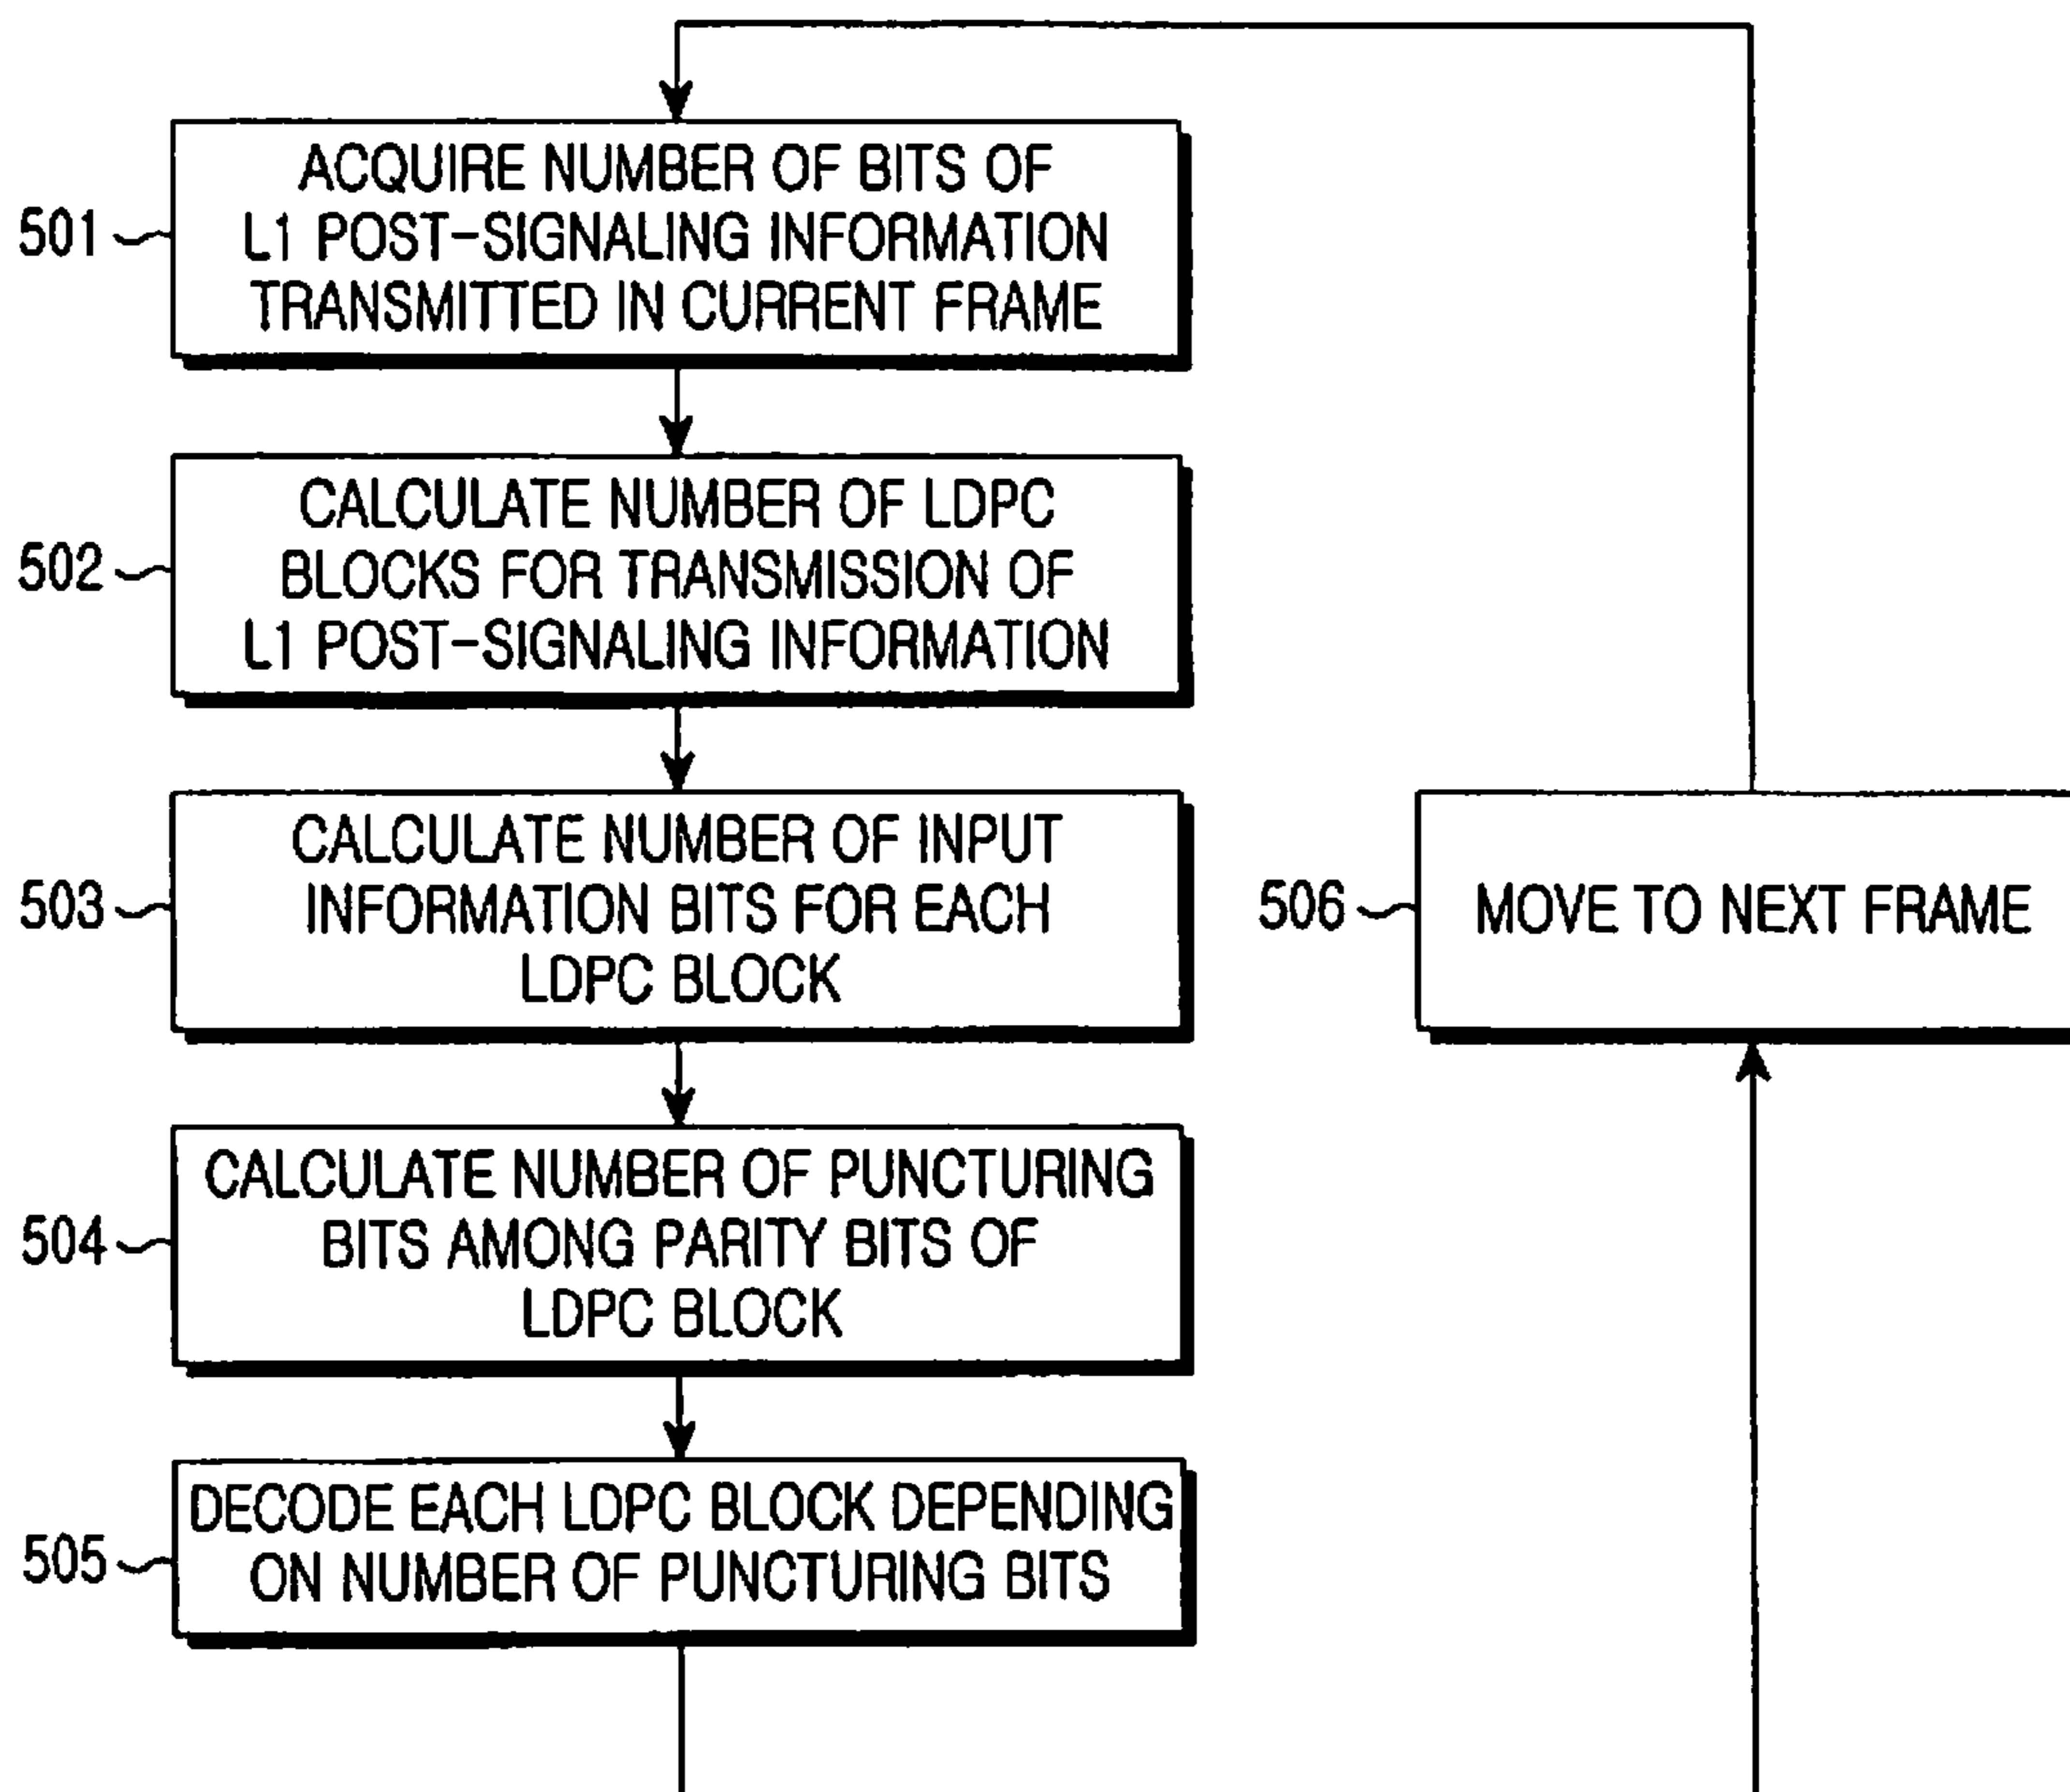 501
ACQUIRE NUMBER OF BITS OF
L1 POST-SIGNALING INFORMATION
TRANSMITTED IN CURRENT FRAME
502
CALCULATE NUMBER OF LDPC
BLOCKS FOR TRANSMISSION OF
L1 POST-SIGNALING INFORMATION
503
CALCULATE NUMBER OF INPUT
INFORMATION BITS FOR EACH
LDPC BLOCK
506
MOVE TO NEXT FRAME
504
CALCULATE NUMBER OF PUNCTURING
BITS AMONG PARITY BITS OF
LDPC BLOCK
505
DECODE EACH LDPC BLOCK DEPENDING
ON NUMBER OF PUNCTURING BITS